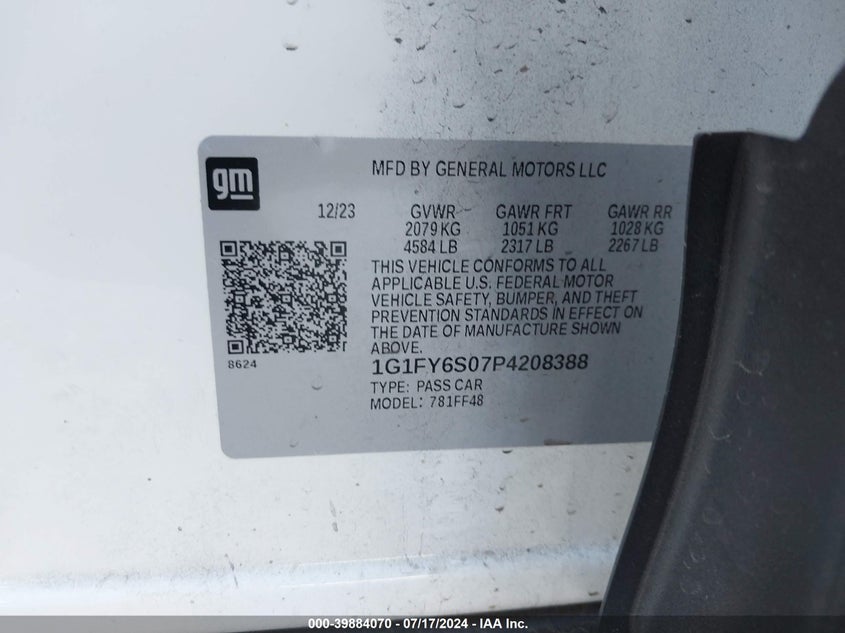 gm
MFD BY GENERAL MOTORS LLC
12/23 GVWR GAWR FRT GAWR RR
2079 KG 1051 KG 1028 KG
4584 LB 2317 LB 2267 LB
THIS VEHICLE CONFORMS TO ALL
APPLICABLE U.S. FEDERAL MOTOR
VEHICLE SAFETY, BUMPER, AND THEFT
PREVENTION STANDARDS IN EFFECT ON
THE DATE OF MANUFACTURE SHOWN
ABOVE.
8624
1G1FY6S07P4208388
TYPE: PASS CAR
MODEL: 781FF48
000-39884070 - 07/17/2024 - IAA Inc.